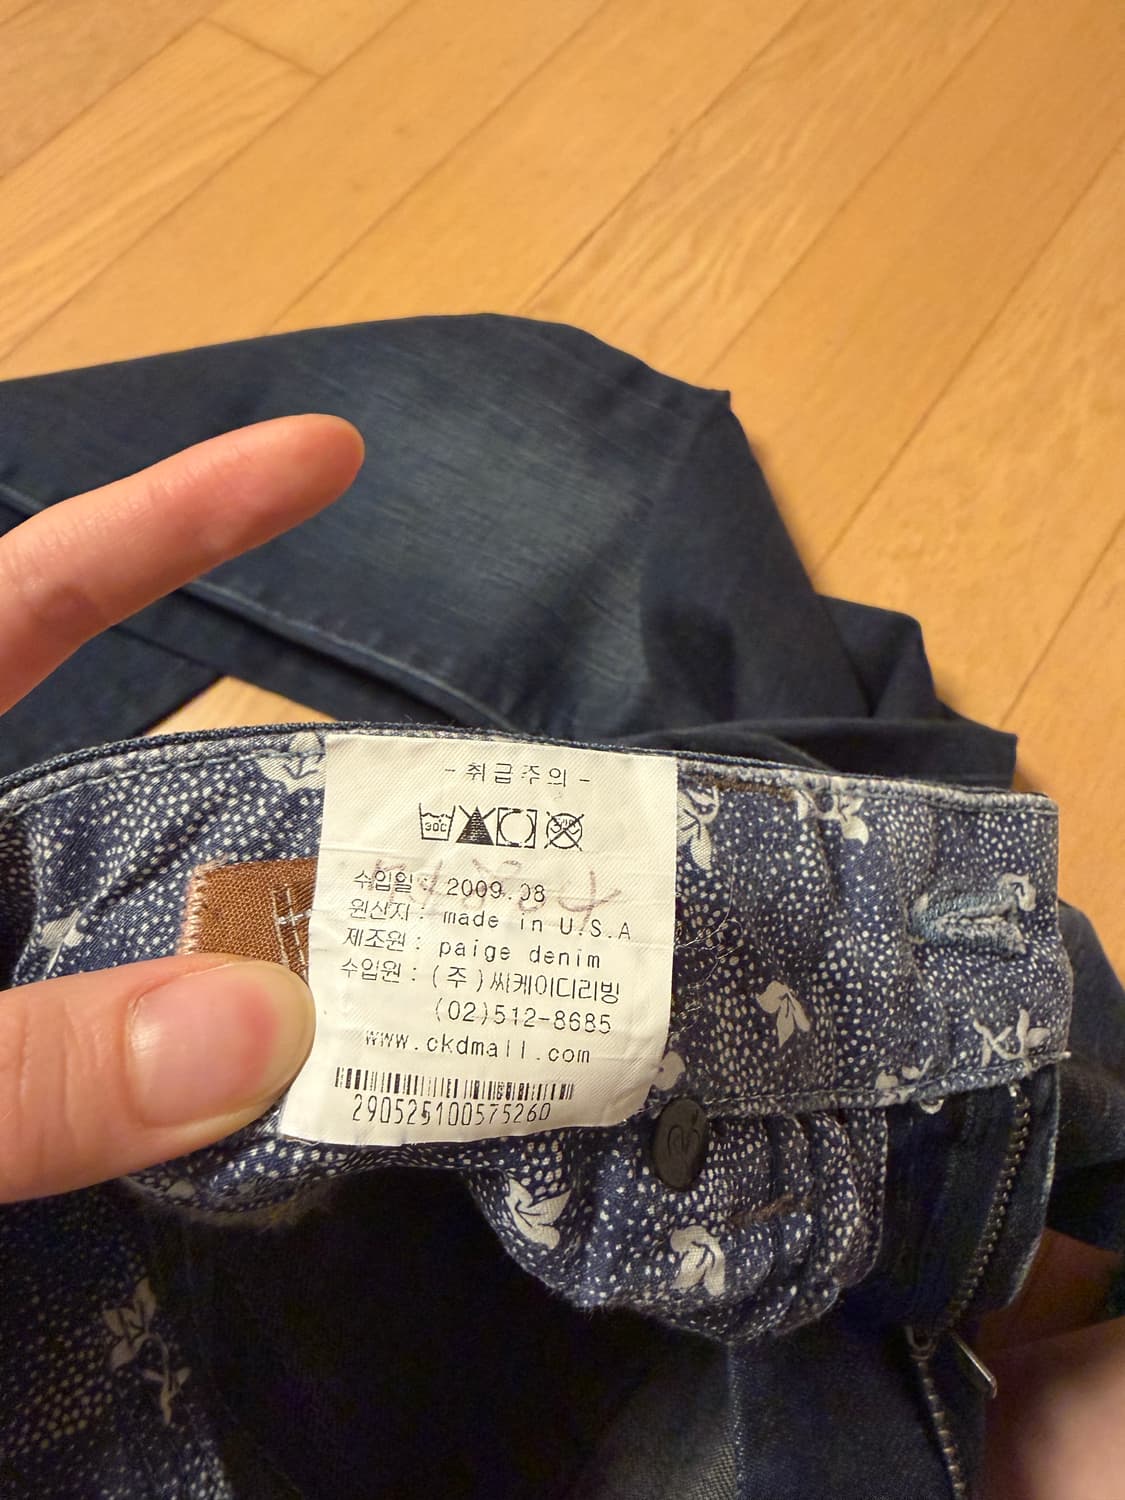 - 취급주의 -
30C
수입일 : 2009.08
원산지 : made in U.S.A
제조원 : paige denim
수입원 : (주)씨케이디리빙
(02)512-8685
www.ckdmall.com
290525100575260